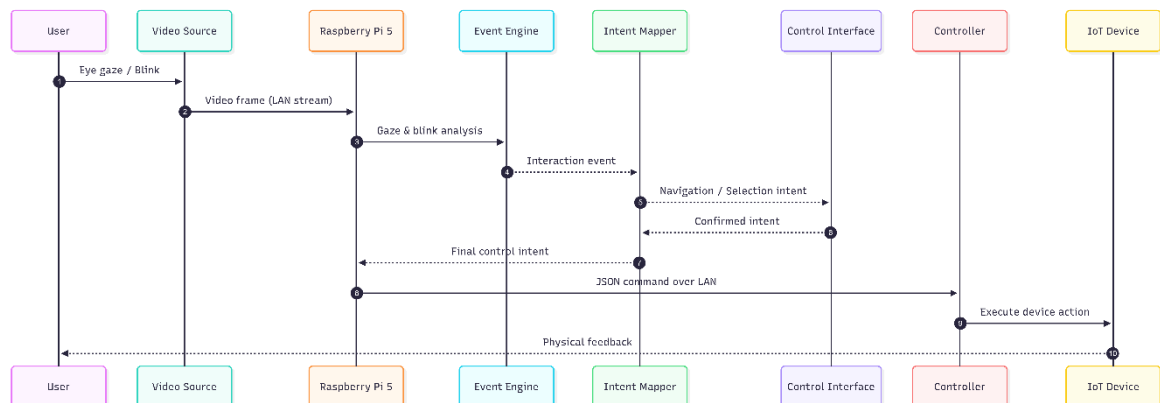 User
Video Source
Raspberry Pi 5
Event Engine
Intent Mapper
Control Interface
Controller
IoT Device
1
Eye gaze / Blink
2
Video frame (LAN stream)
3
Gaze & blink analysis
4
Interaction event
5
Navigation / Selection intent
6
Confirmed intent
7
Final control intent
8
JSON command over LAN
9
Execute device action
10
Physical feedback
User
Video Source
Raspberry Pi 5
Event Engine
Intent Mapper
Control Interface
Controller
IoT Device